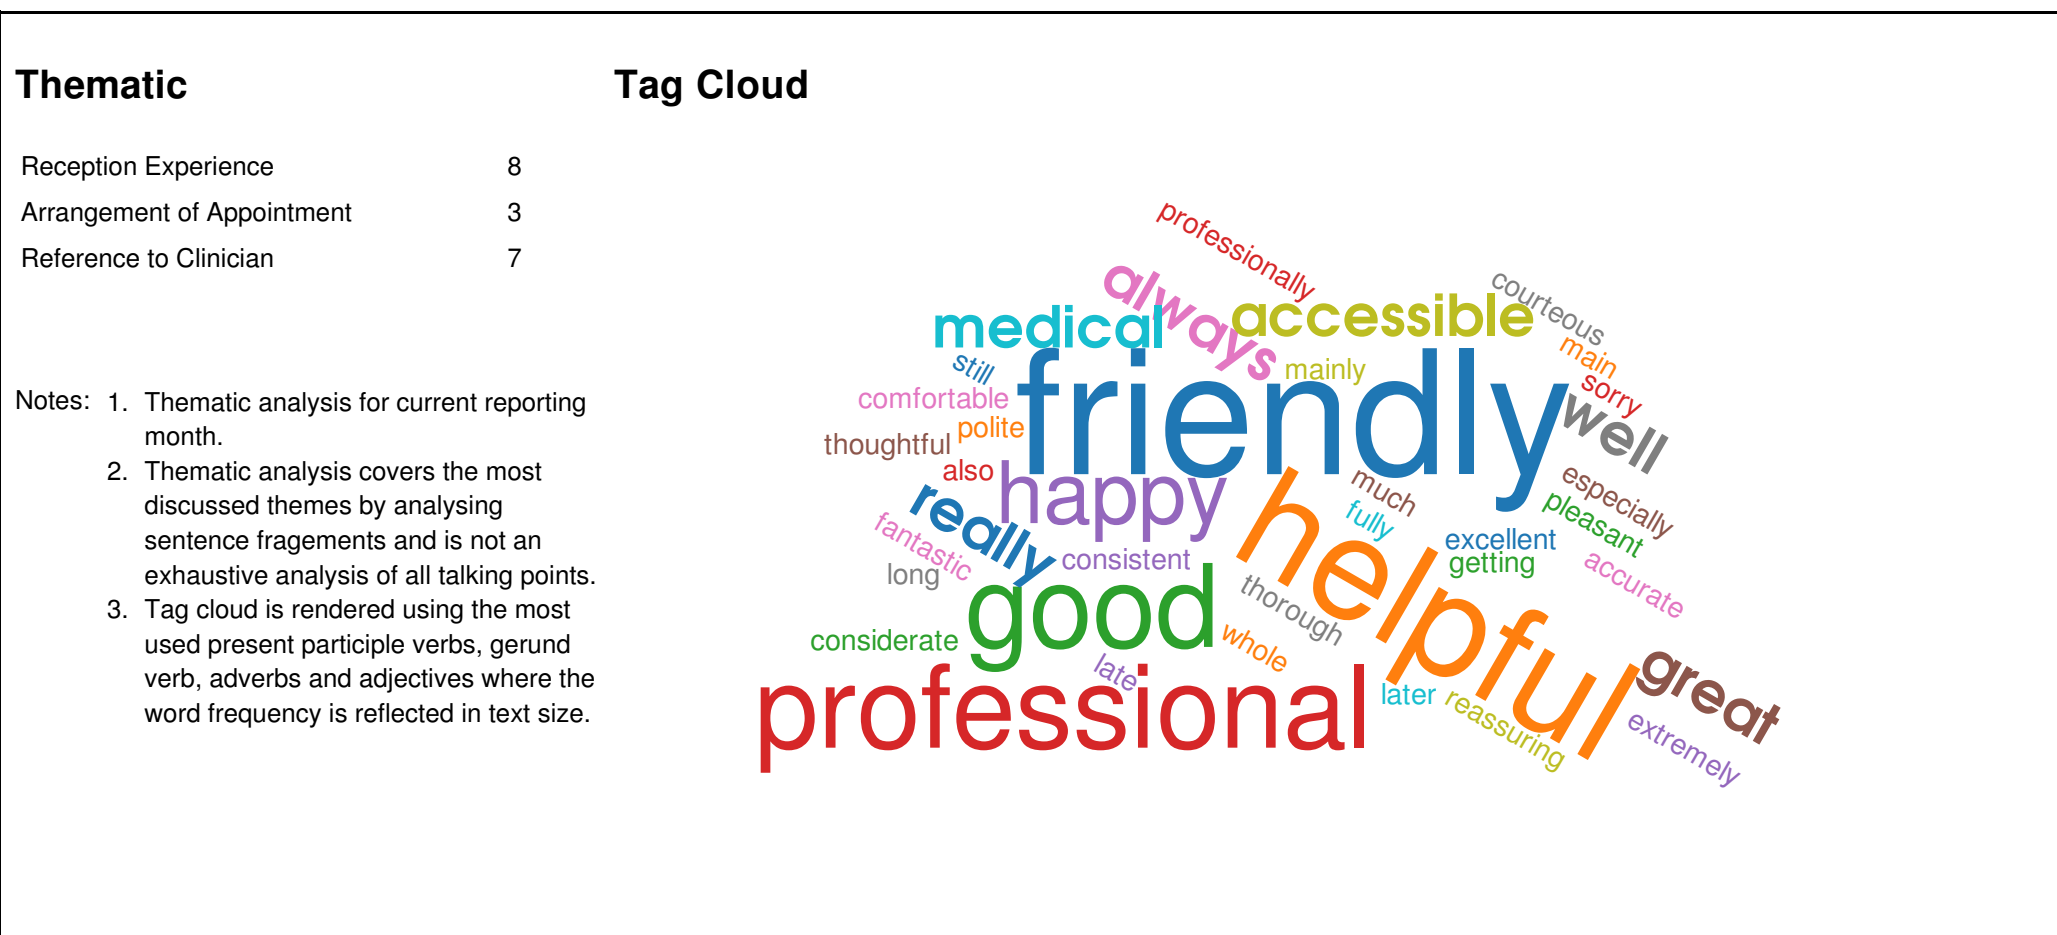 Thematic
Reception Experience 8
Arrangement of Appointment 3
Reference to Clinician 7
Notes: 1. Thematic analysis for current reporting
month.
2. Thematic analysis covers the most
discussed themes by analysing
sentence fragements and is not an
exhaustive analysis of all talking points.
3. Tag cloud is rendered using the most
used present participle verbs, gerund
verb, adverbs and adjectives where the
word frequency is reflected in text size.
Tag Cloud
professionally
always
courteous
medical
accessible
main
still
mainly
sorry
comfortable
friendly
well
polite
thoughtful
also
happy
much
especially
really
fully
pleasant
fantastic
consistent
excellent
getting
long
helpful
accurate
good
thorough
considerate
whole
late
professional
later
reassuring
great
extremely